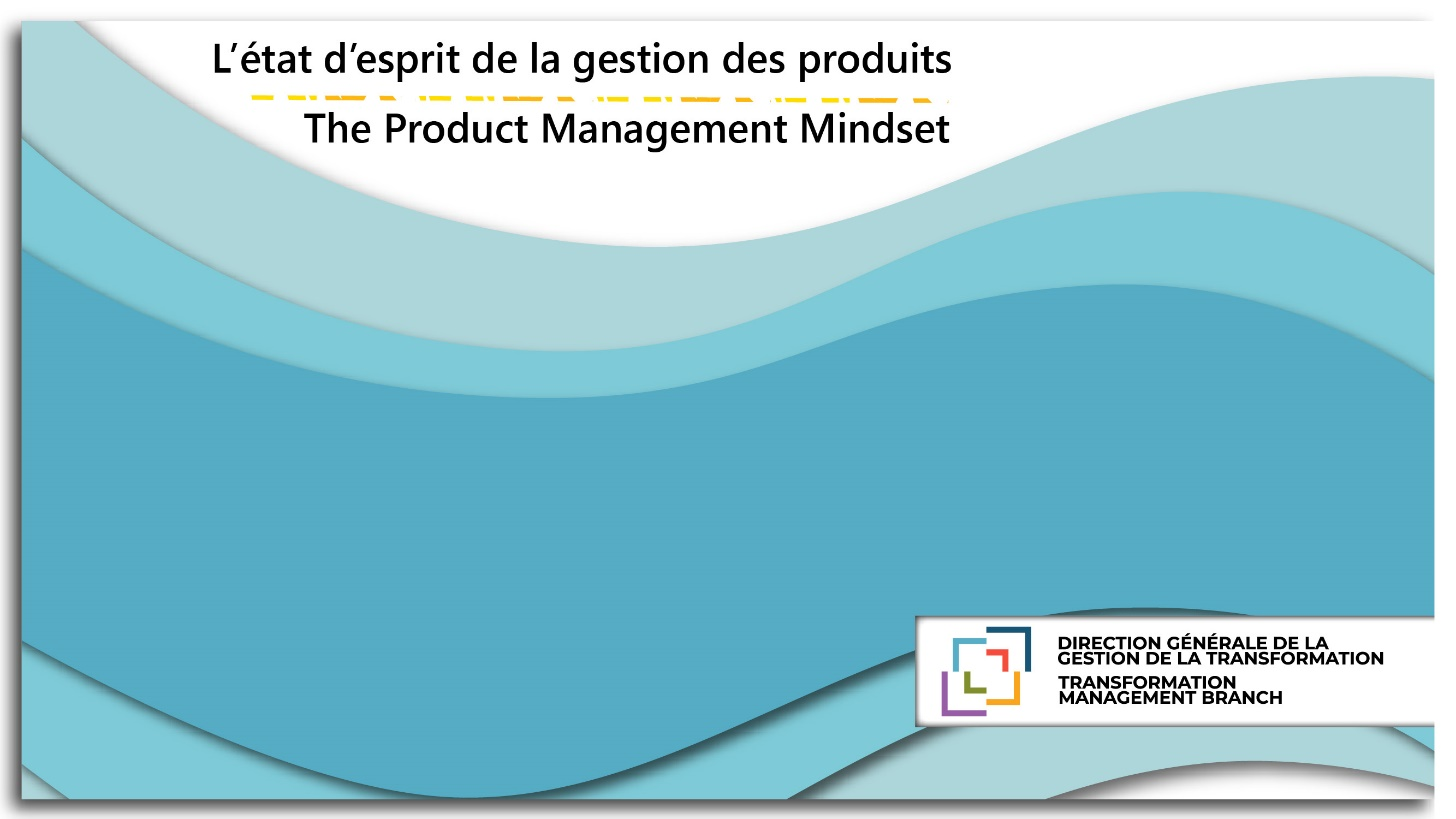 L’état d’esprit de la gestion des produits
The Product Management Mindset
DIRECTION GÉNÉRALE DE LA
GESTION DE LA TRANSFORMATION
TRANSFORMATION
MANAGEMENT BRANCH